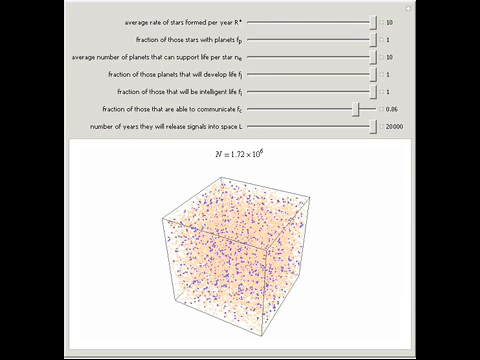 average rate of stars formed per year R* 10
fraction of those stars with planets fp 1
average number of planets that can support life per star ne 10
fraction of those planets that will develop life fl 1
fraction of those that will be intelligent life fi 1
fraction of those that are able to communicate fc 0.86
number of years they will release signals into space L 20000
N = 1.72 × 10^6